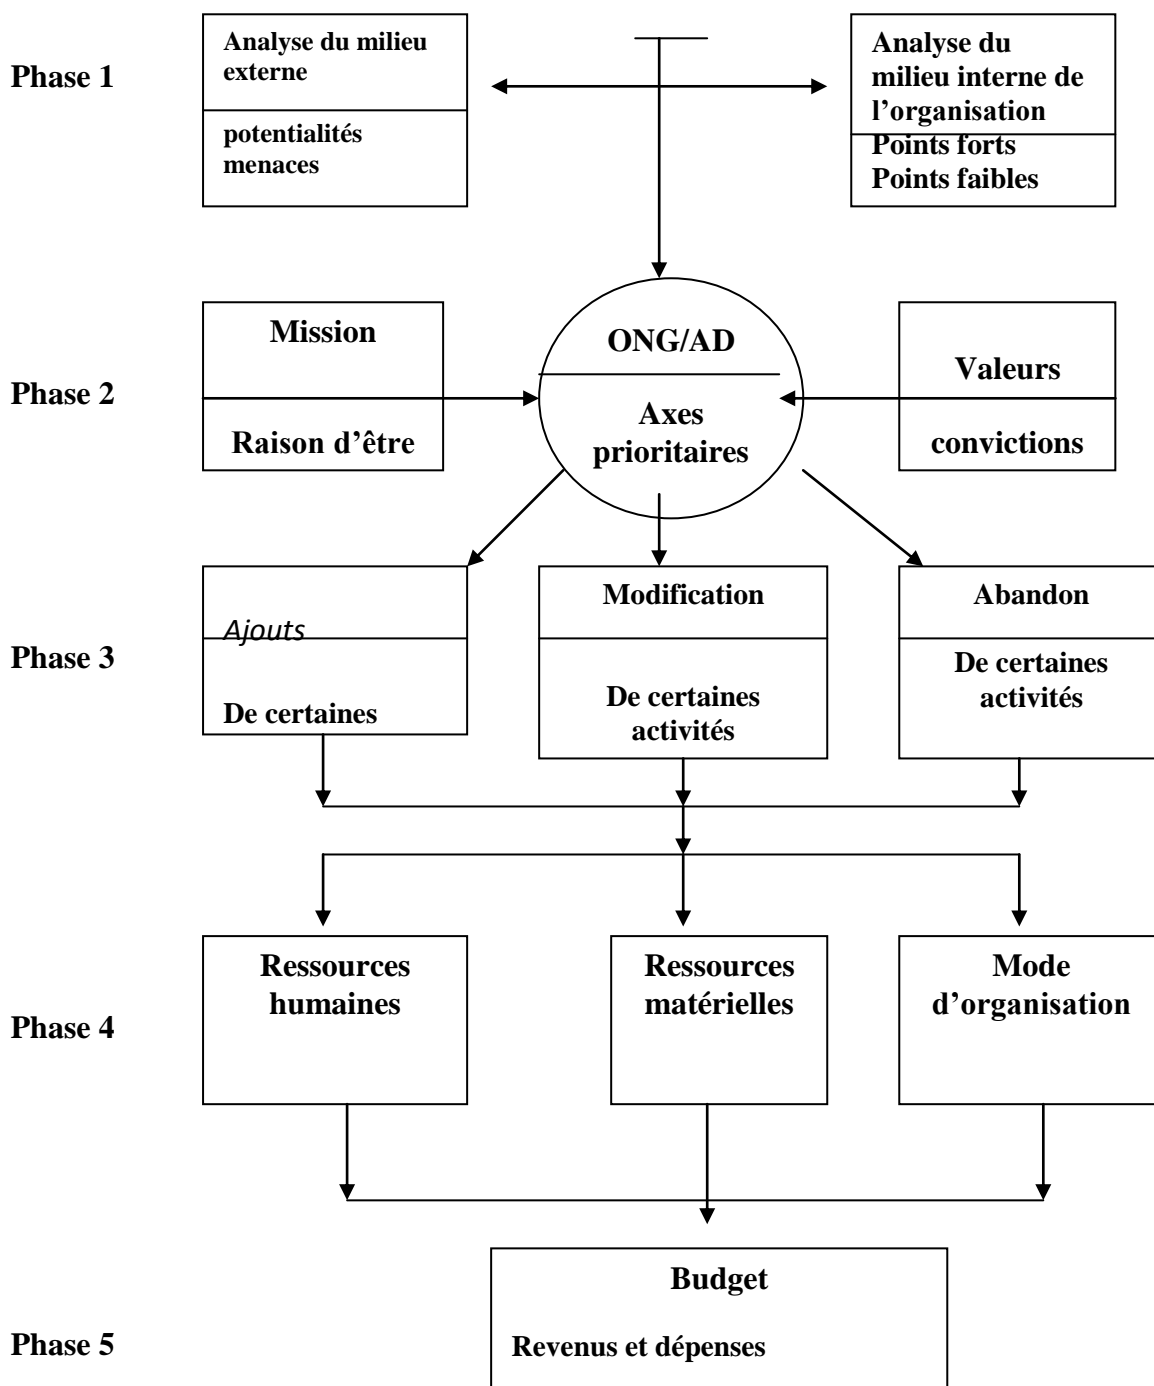 Phase 1
Analyse du milieu
externe
potentialités
menaces
Analyse du
milieu interne de
l’organisation
Points forts
Points faibles
Phase 2
Mission
Raison d’être
ONG/AD
Axes
prioritaires
Valeurs
convictions
Phase 3
Ajouts
De certaines
Modification
De certaines
activités
Abandon
De certaines
activités
Phase 4
Ressources
humaines
Ressources
matérielles
Mode
d’organisation
Phase 5
Budget
Revenus et dépenses